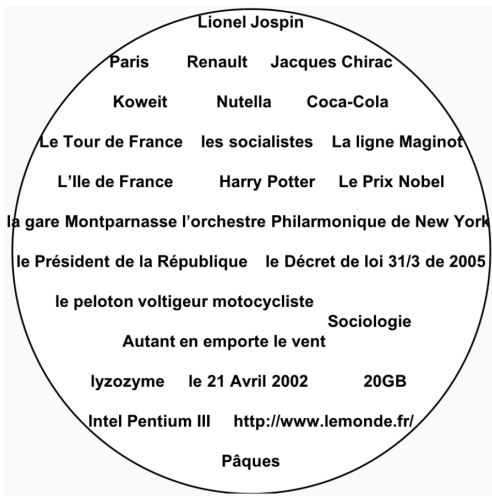 Lionel Jospin
Paris Renault Jacques Chirac
Koweit Nutella Coca-Cola
Le Tour de France les socialistes La ligne Maginot
L'Ile de France Harry Potter Le Prix Nobel
la gare Montparnasse l'orchestre Philarmonique de New York
le Président de la République le Décret de loi 31/3 de 2005
le peloton voltigeur motocycliste
Sociologie
Autant en emporte le vent
lyzozyme le 21 Avril 2002 20GB
Intel Pentium III http://www.lemonde.fr/
Pâques